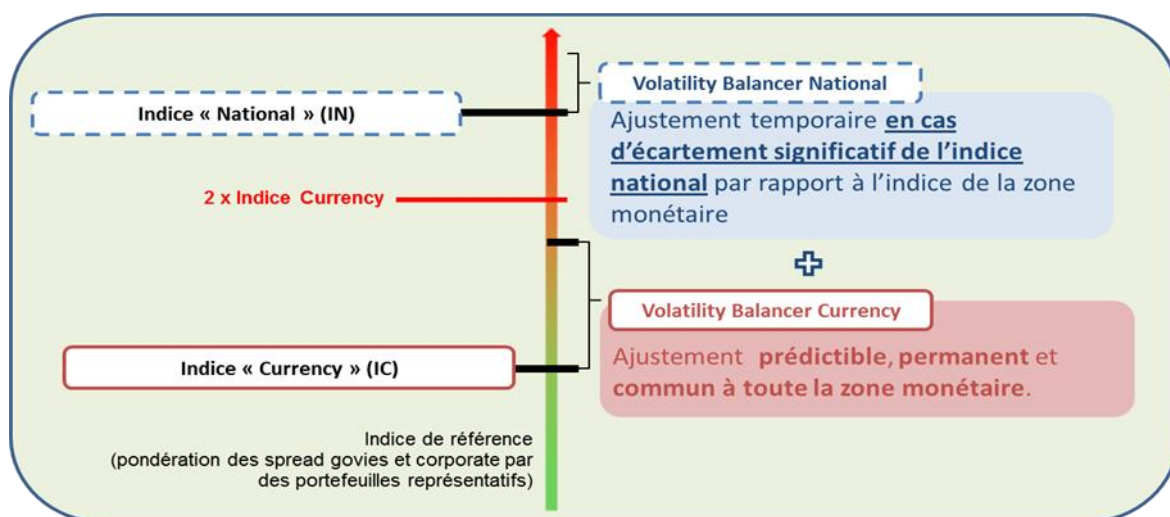 Volatility Balancer National
Indice « National » (IN)
Ajustement temporaire en cas
d’écartement significatif de l’indice
national par rapport à l’indice de la zone
monétaire
2 x Indice Currency
Volatility Balancer Currency
Indice « Currency » (IC)
Ajustement prédictible, permanent et
commun à toute la zone monétaire.
Indice de référence
(pondération des spread govies et corporate par
des portefeuilles représentatifs)